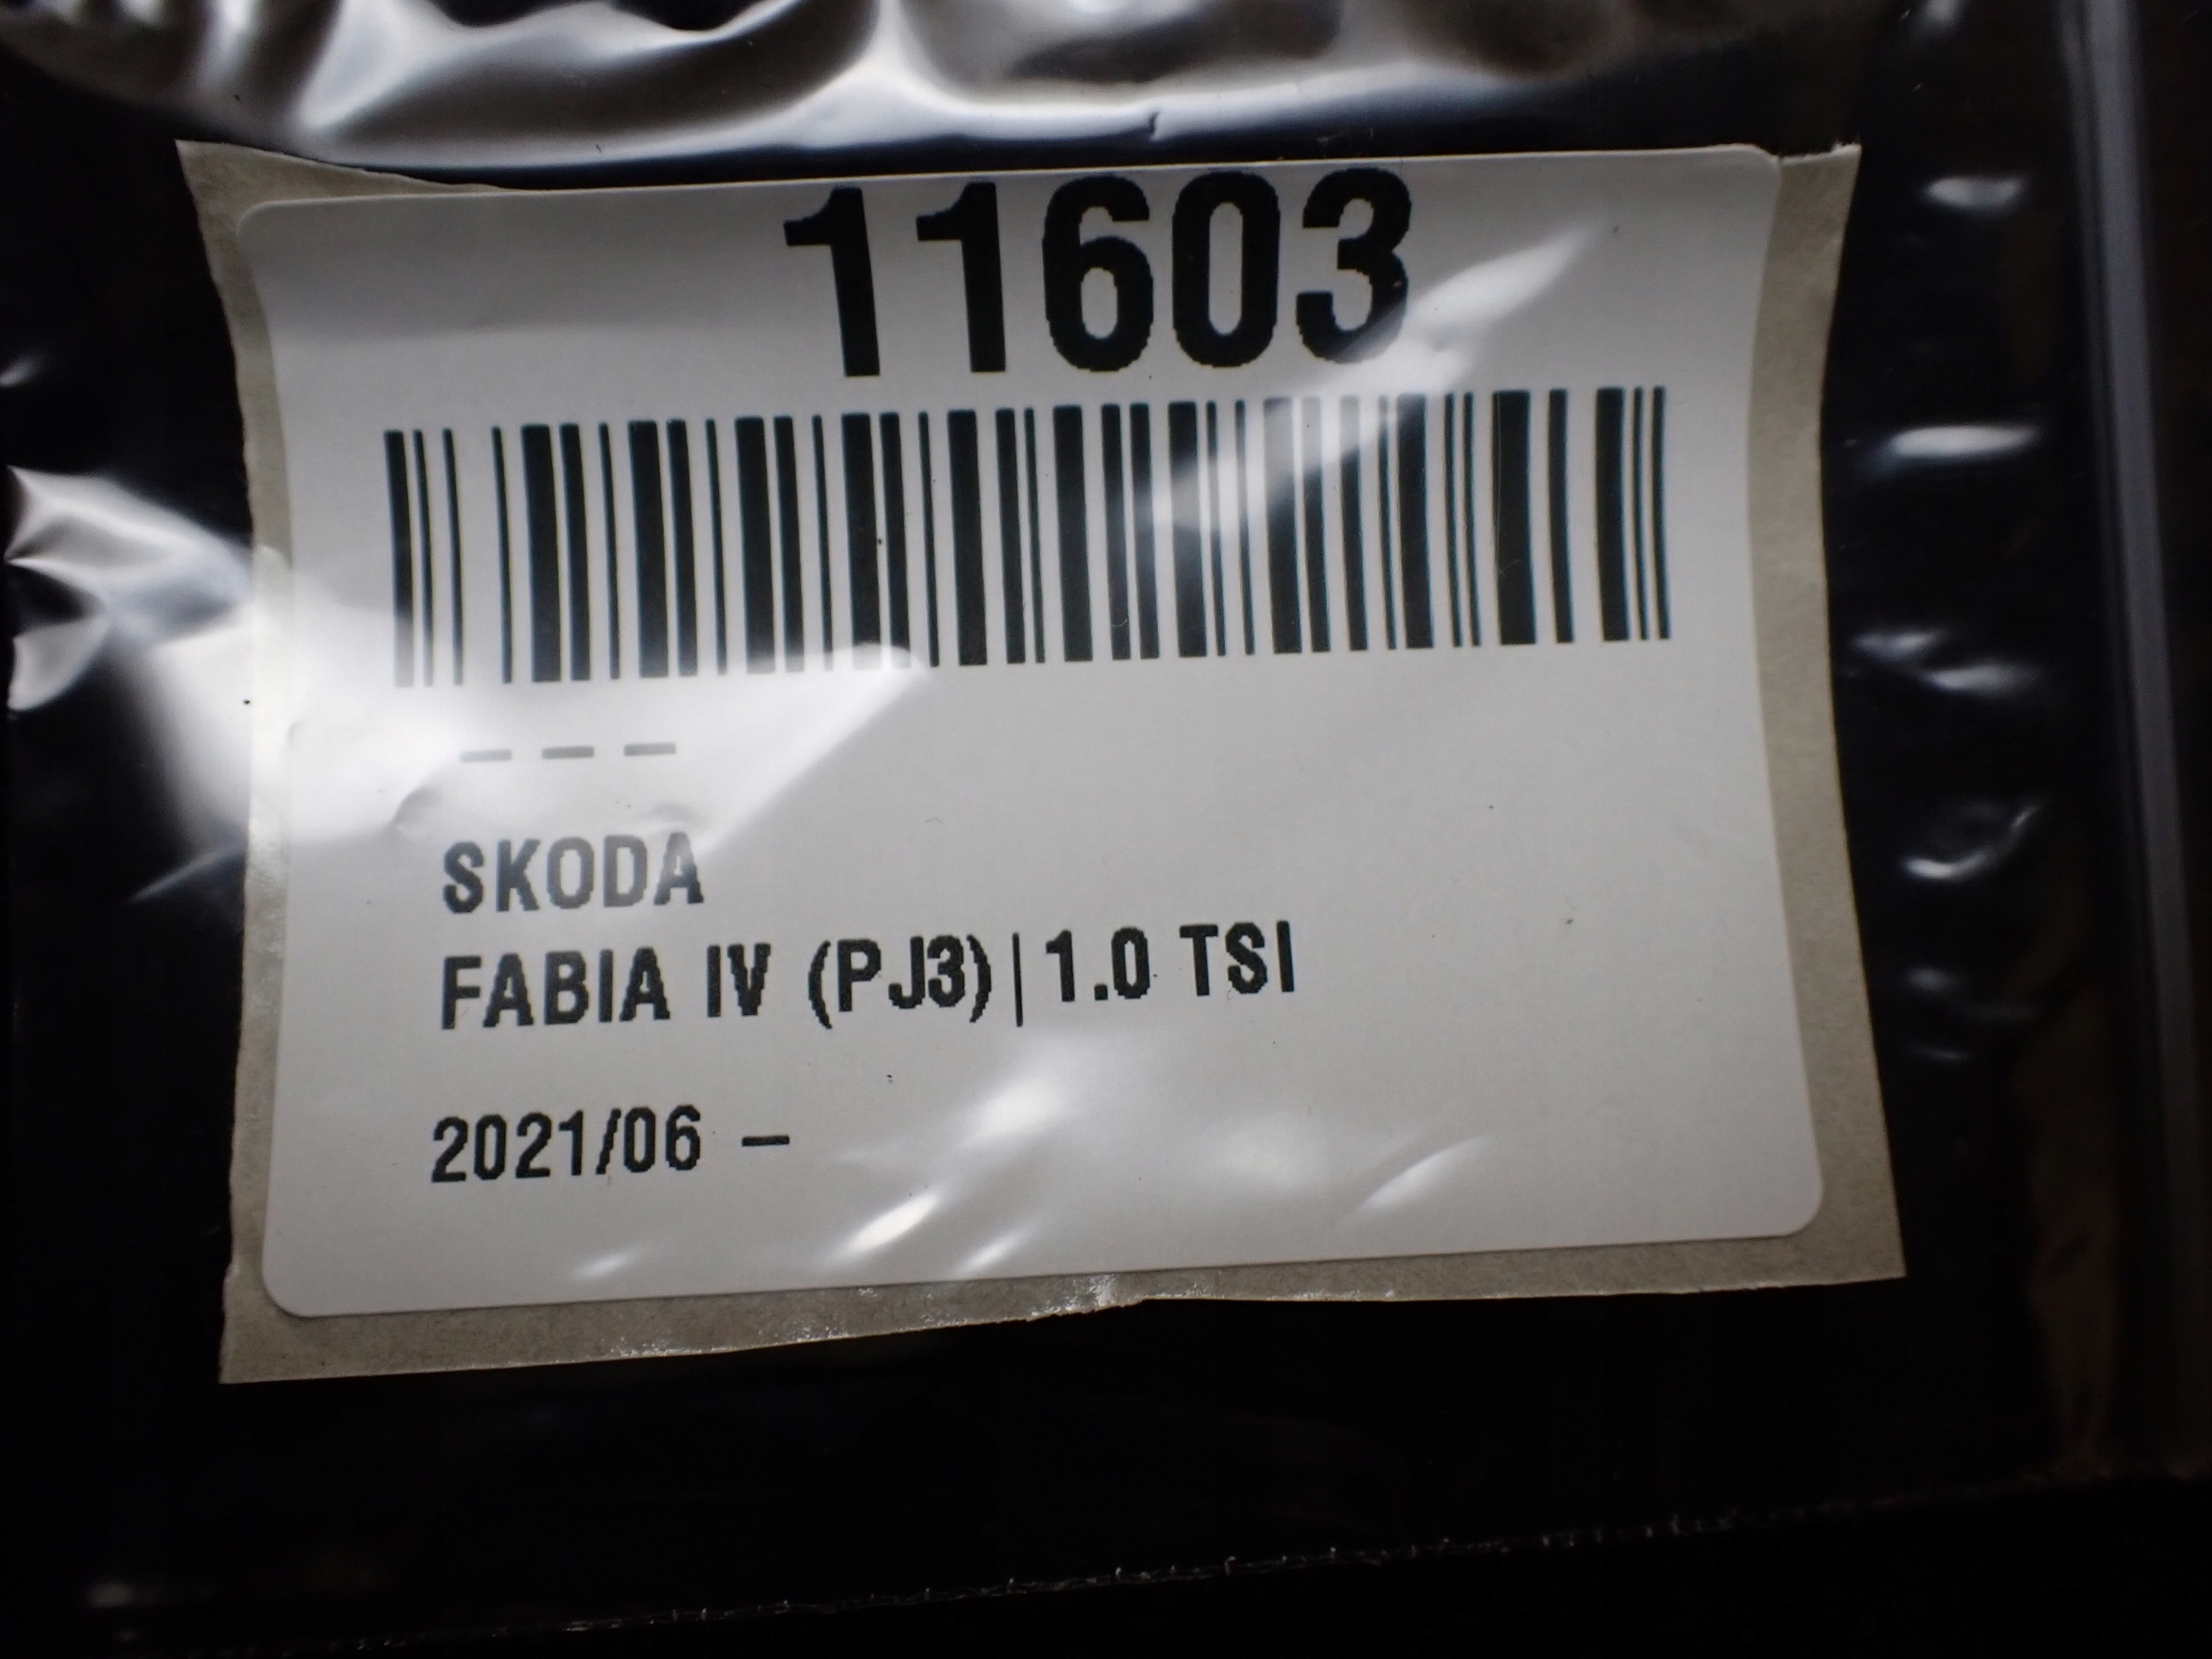 11603
– – –
SKODA
FABIA IV (PJ3)|1.0 TSI
2021/06 –